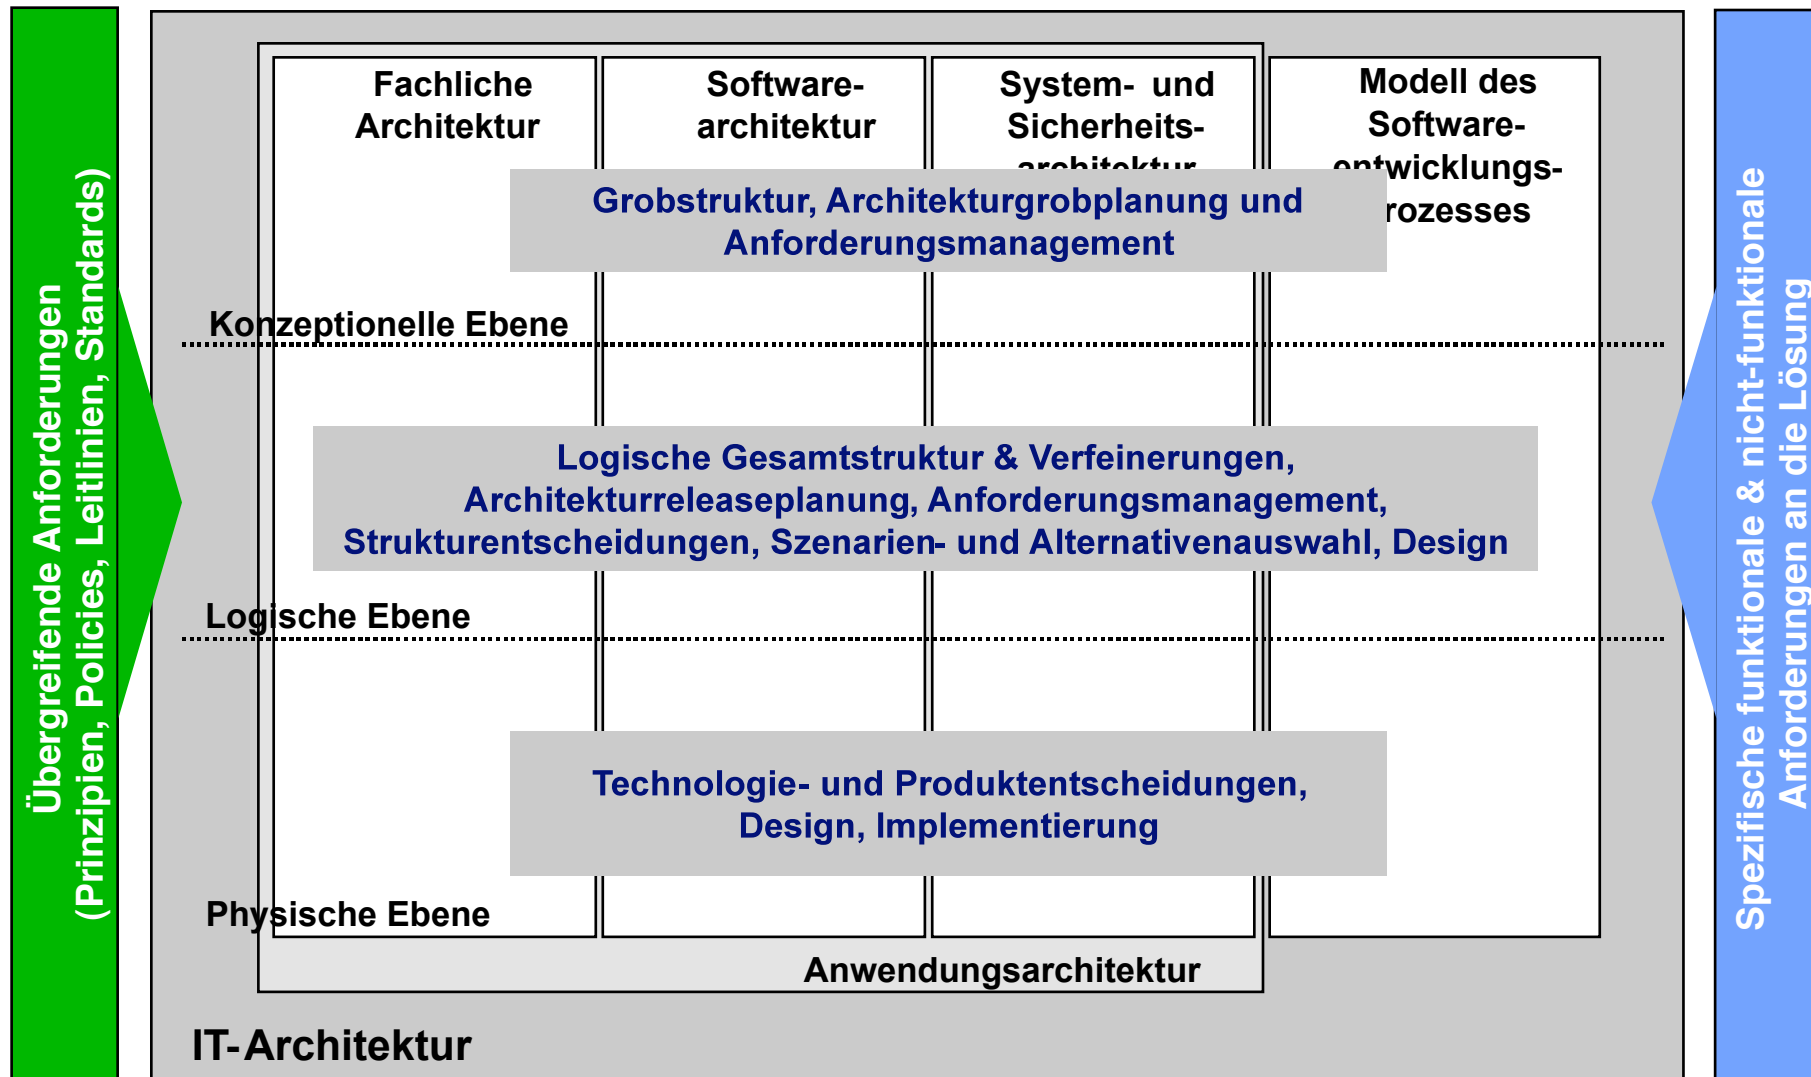 Übergreifende Anforderungen
(Prinzipien, Policies, Leitlinien, Standards)
Fachliche
Architektur
Software-
architektur
System- und
Sicherheits-
architektur
Modell des
Software-
entwicklungs-
rozesses
Grobstruktur, Architekturgrobplanung und
Anforderungsmanagement
Konzeptionelle Ebene
Logische Gesamtstruktur & Verfeinerungen,
Architekturreleaseplanung, Anforderungsmanagement,
Strukturentscheidungen, Szenarien- und Alternativenauswahl, Design
Logische Ebene
Technologie- und Produktentscheidungen,
Design, Implementierung
Physische Ebene
Anwendungsarchitektur
IT-Architektur
Spezifische funktionale & nicht-funktionale
Anforderungen an die Lösung